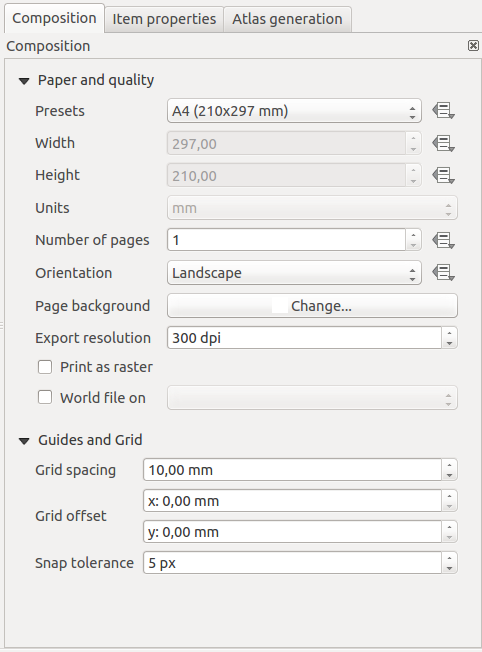 Composition Item properties Atlas generation
Composition
Paper and quality
Presets A4 (210x297 mm)
Width 297,00
Height 210,00
Units mm
Number of pages 1
Orientation Landscape
Page background Change...
Export resolution 300 dpi
Print as raster
World file on
Guides and Grid
Grid spacing 10,00 mm
x: 0,00 mm
Grid offset
y: 0,00 mm
Snap tolerance 5 px